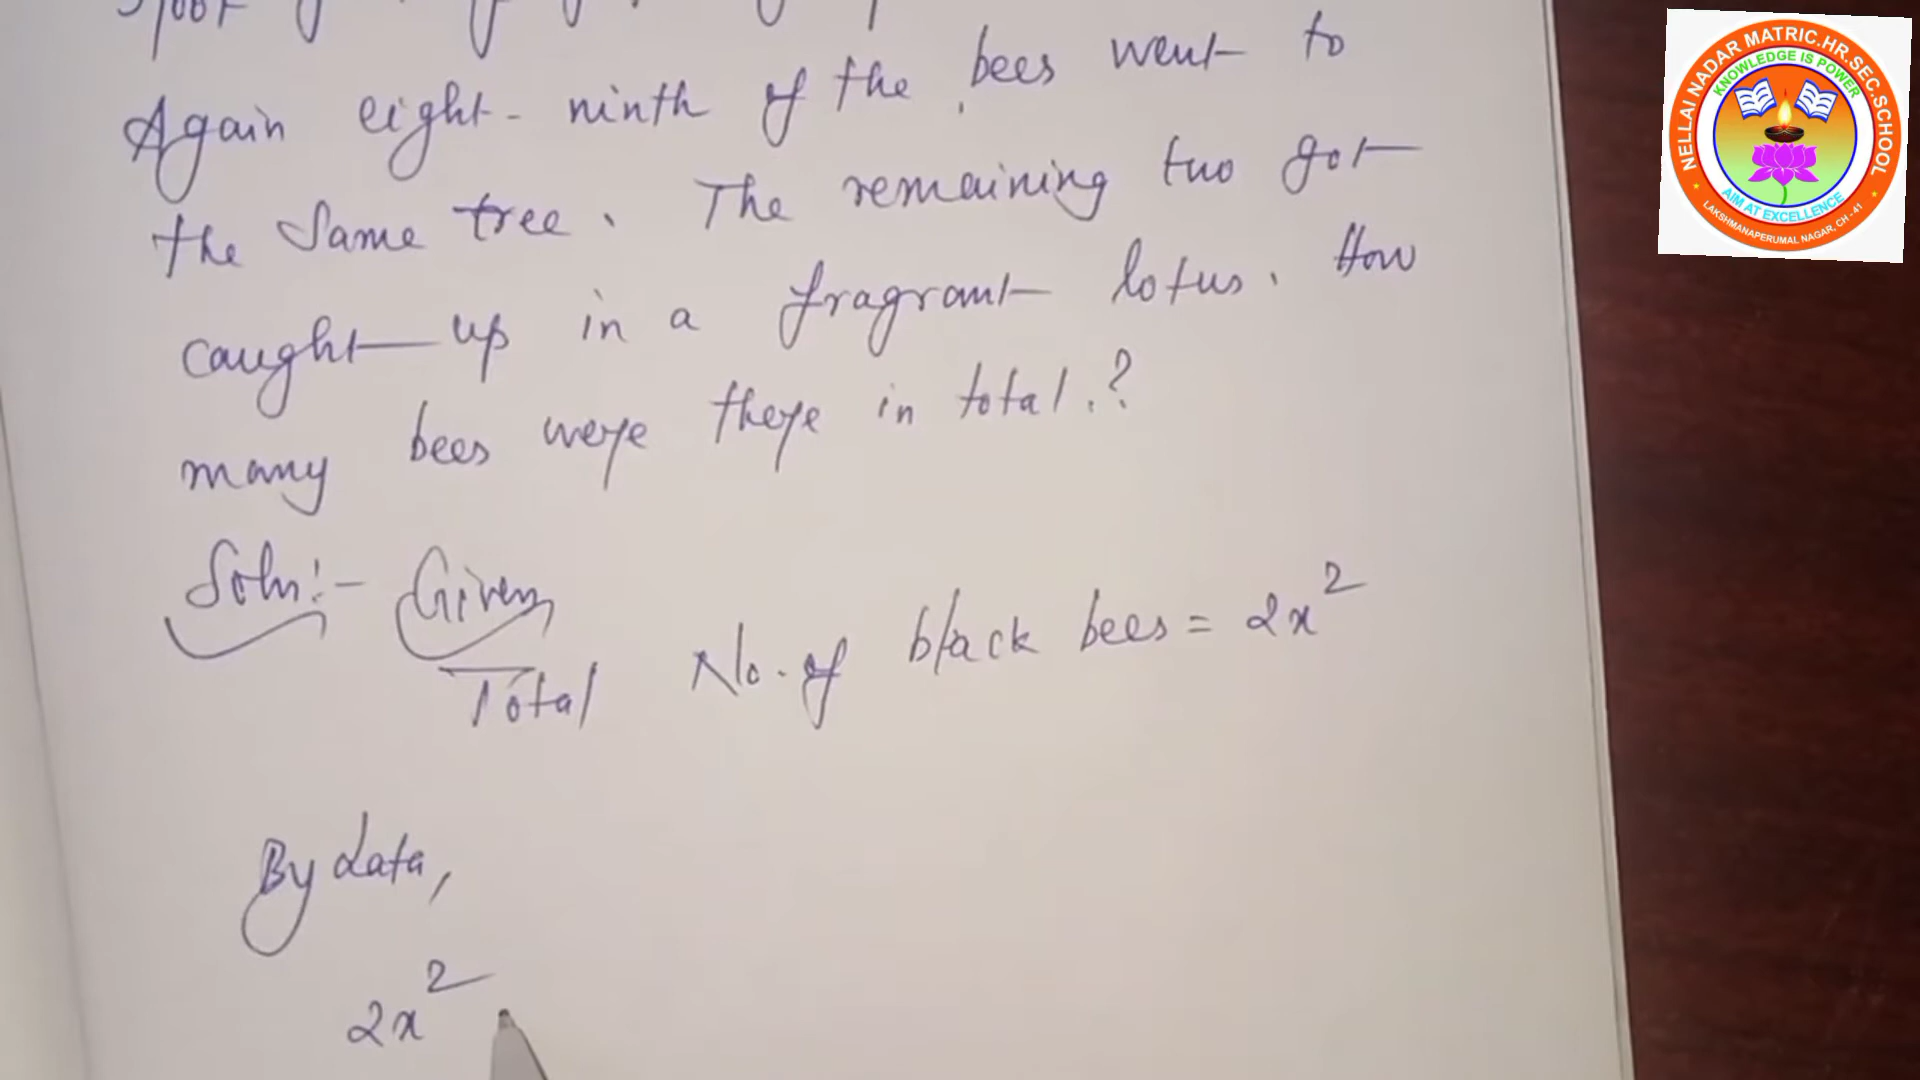 Again eight-ninth of the bees went to
the same tree. The remaining two got
caught up in a fragrant lotus. How
many bees were there in total.?
Soln:- Given
Total No. of black bees = 2x²
By data,
2x²
NELLAI NADAR MATRIC.HR.SEC.SCHOOL
KNOWLEDGE IS POWER
AIM AT EXCELLENCE
LAKSHMANAPERUMAL NAGAR, CH - 41